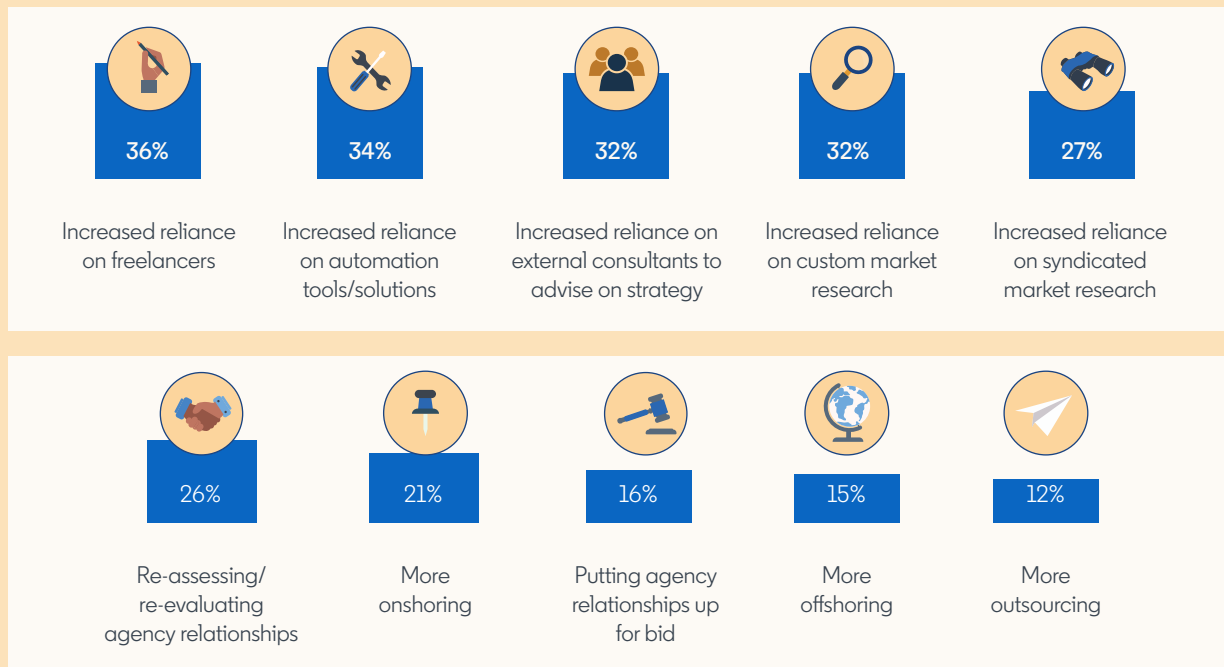 36%
34%
32%
32%
27%
Increased reliance
on freelancers
Increased reliance
on automation
tools/solutions
Increased reliance on
external consultants to
advise on strategy
Increased reliance
on custom market
research
Increased reliance
on syndicated
market research
26%
21%
16%
15%
12%
Re-assessing/
re-evaluating
agency relationships
More
onshoring
Putting agency
relationships up
for bid
More
offshoring
More
outsourcing